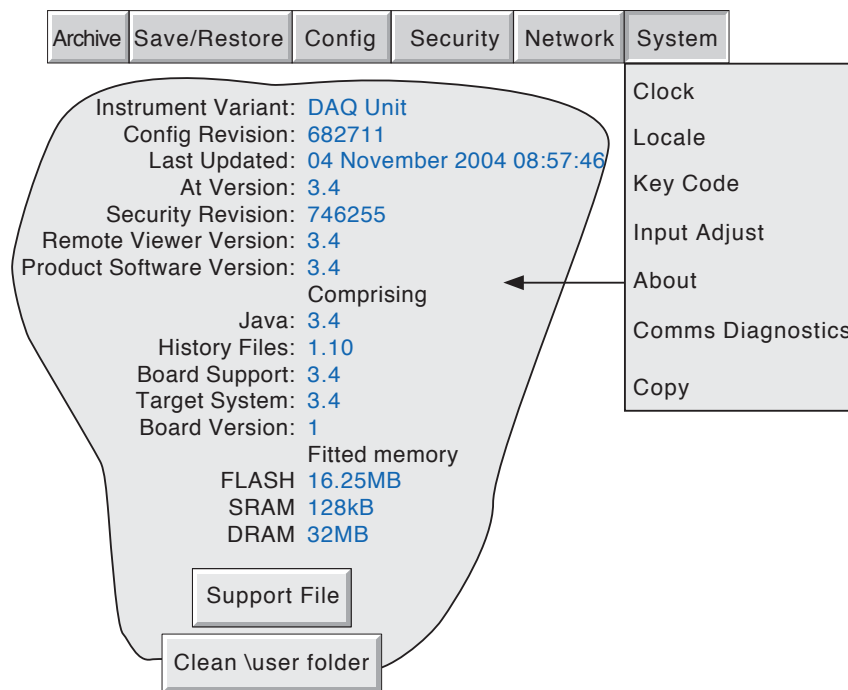 Archive Save/Restore Config Security Network System
Clock
Locale
Key Code
Input Adjust
About
Comms Diagnostics
Copy
Instrument Variant: DAQ Unit
Config Revision: 682711
Last Updated: 04 November 2004 08:57:46
At Version: 3.4
Security Revision: 746255
Remote Viewer Version: 3.4
Product Software Version: 3.4
Comprising
Java: 3.4
History Files: 1.10
Board Support: 3.4
Target System: 3.4
Board Version: 1
Fitted memory
FLASH 16.25MB
SRAM 128kB
DRAM 32MB
Support File
Clean \user folder